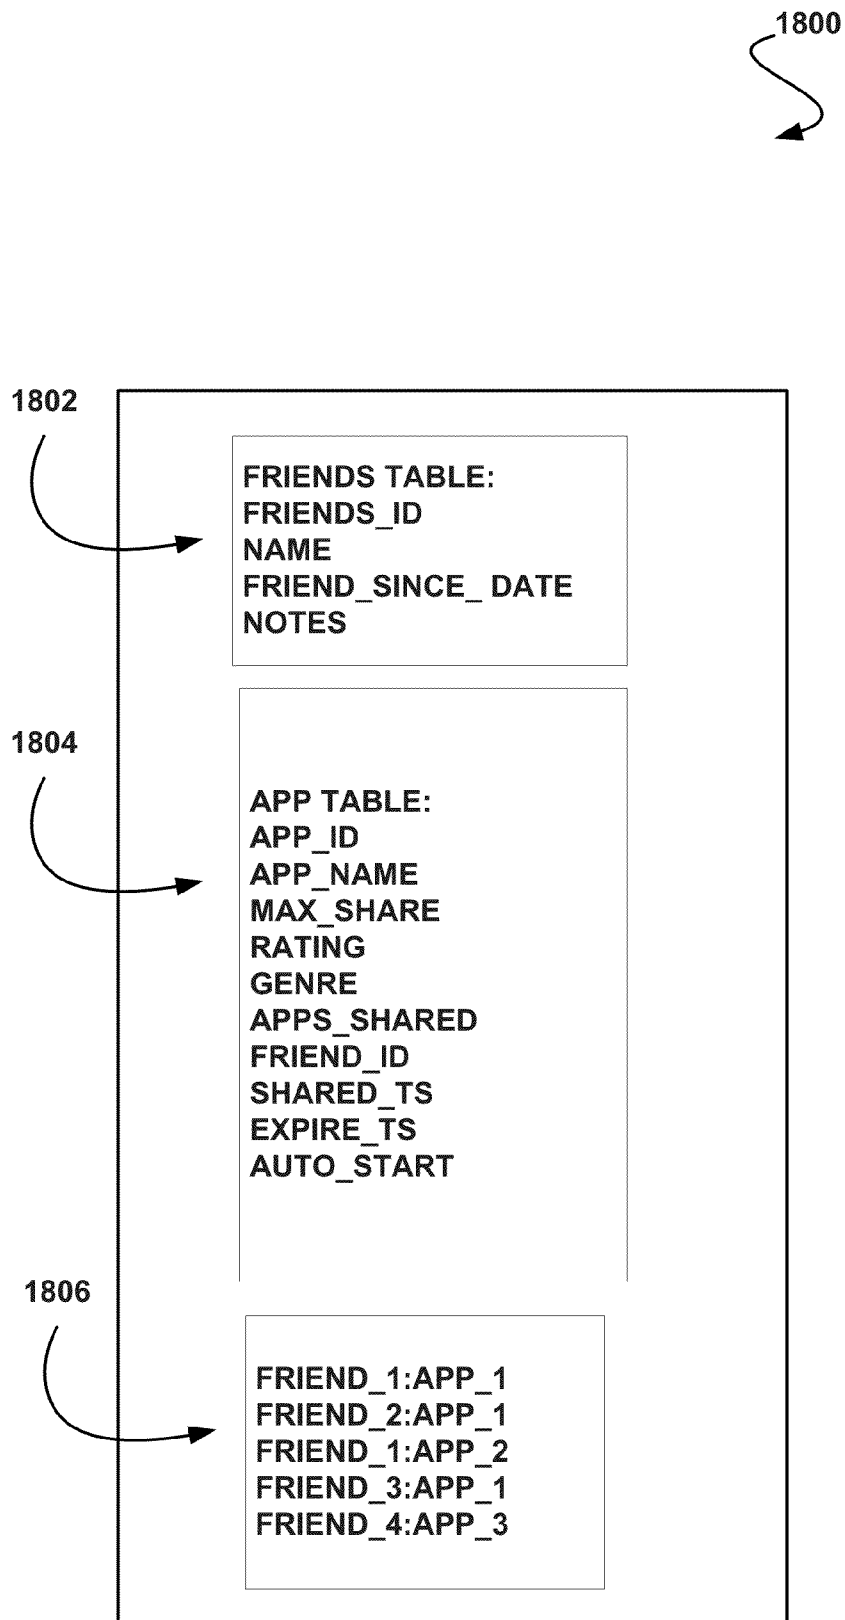 1800
1802
FRIENDS TABLE:
FRIENDS_ID
NAME
FRIEND_SINCE_ DATE
NOTES
1804
APP TABLE:
APP_ID
APP_NAME
MAX_SHARE
RATING
GENRE
APPS_SHARED
FRIEND_ID
SHARED_TS
EXPIRE_TS
AUTO_START
1806
FRIEND_1:APP_1
FRIEND_2:APP_1
FRIEND_1:APP_2
FRIEND_3:APP_1
FRIEND_4:APP_3